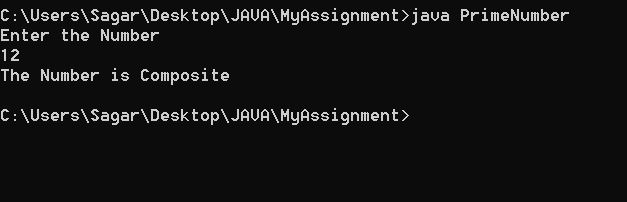 C:\Users\Sagar\Desktop\JAVA\MyAssignment>java PrimeNumber
Enter the Number
12
The Number is Composite
C:\Users\Sagar\Desktop\JAVA\MyAssignment>